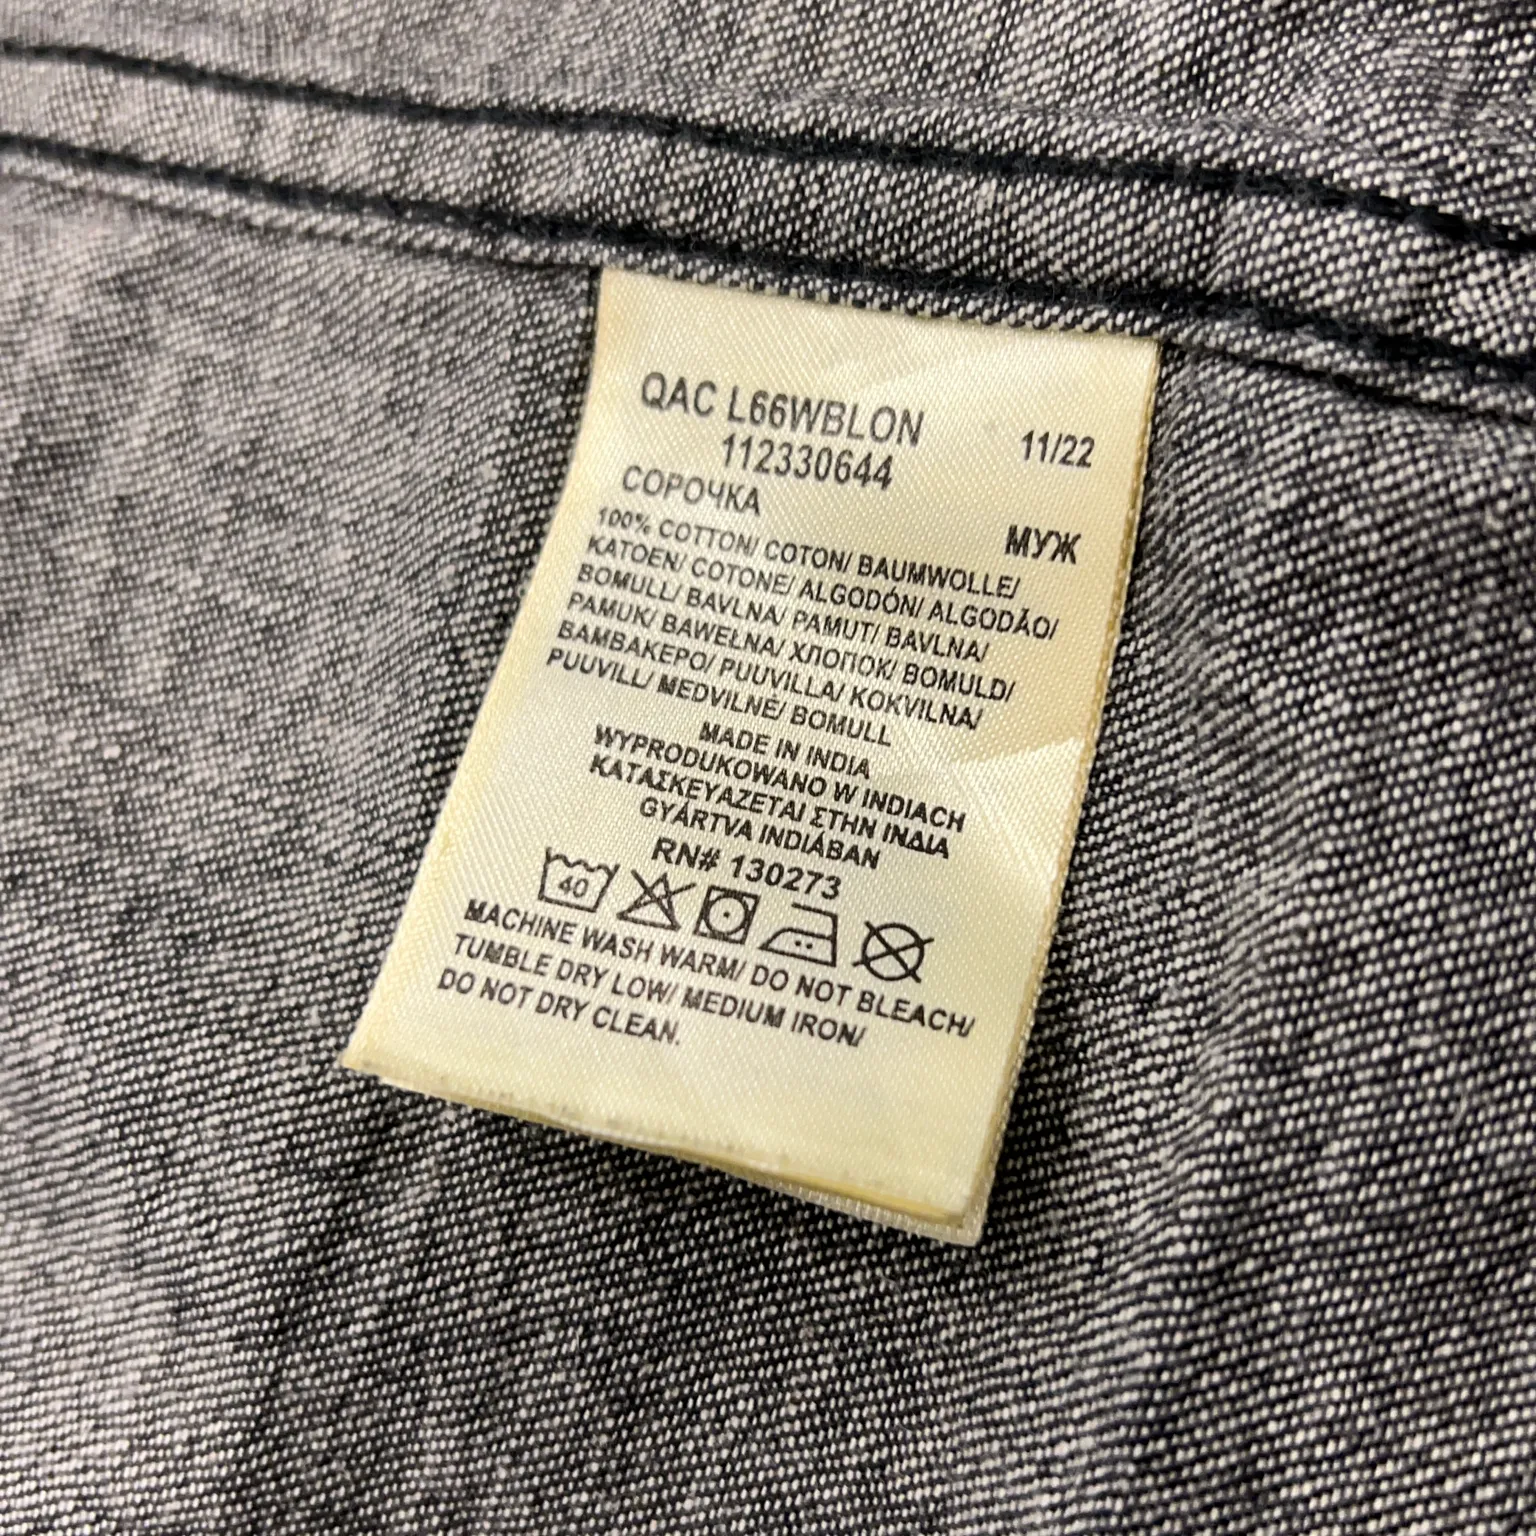 QAC L66WBLON 11/22
112330644
СОРОЧКА МУЖ
100% COTTON/ COTON/ BAUMWOLLE/
KATOEN/ COTONE/ ALGODÓN/ ALGODÃO/
BOMULL/ BAVLNA/ PAMUT/ BAVLNA/
PAMUK/ BAWEŁNA/ ХЛОПОК/ BOMULD/
ΒΑΜΒΑΚΕΡΟ/ PUUVILLA/ KOKVILNA/
PUUVILL/ MEDVILNĖ/ BOMULL
MADE IN INDIA
WYPRODUKOWANO W INDIACH
ΚΑΤΑΣΚΕYΑΖΕΤΑΙ ΣΤΗΝ ΙΝΔΙΑ
GYÁRTVA INDIÁBAN
RN# 130273
40
MACHINE WASH WARM/ DO NOT BLEACH/
TUMBLE DRY LOW/ MEDIUM IRON/
DO NOT DRY CLEAN.